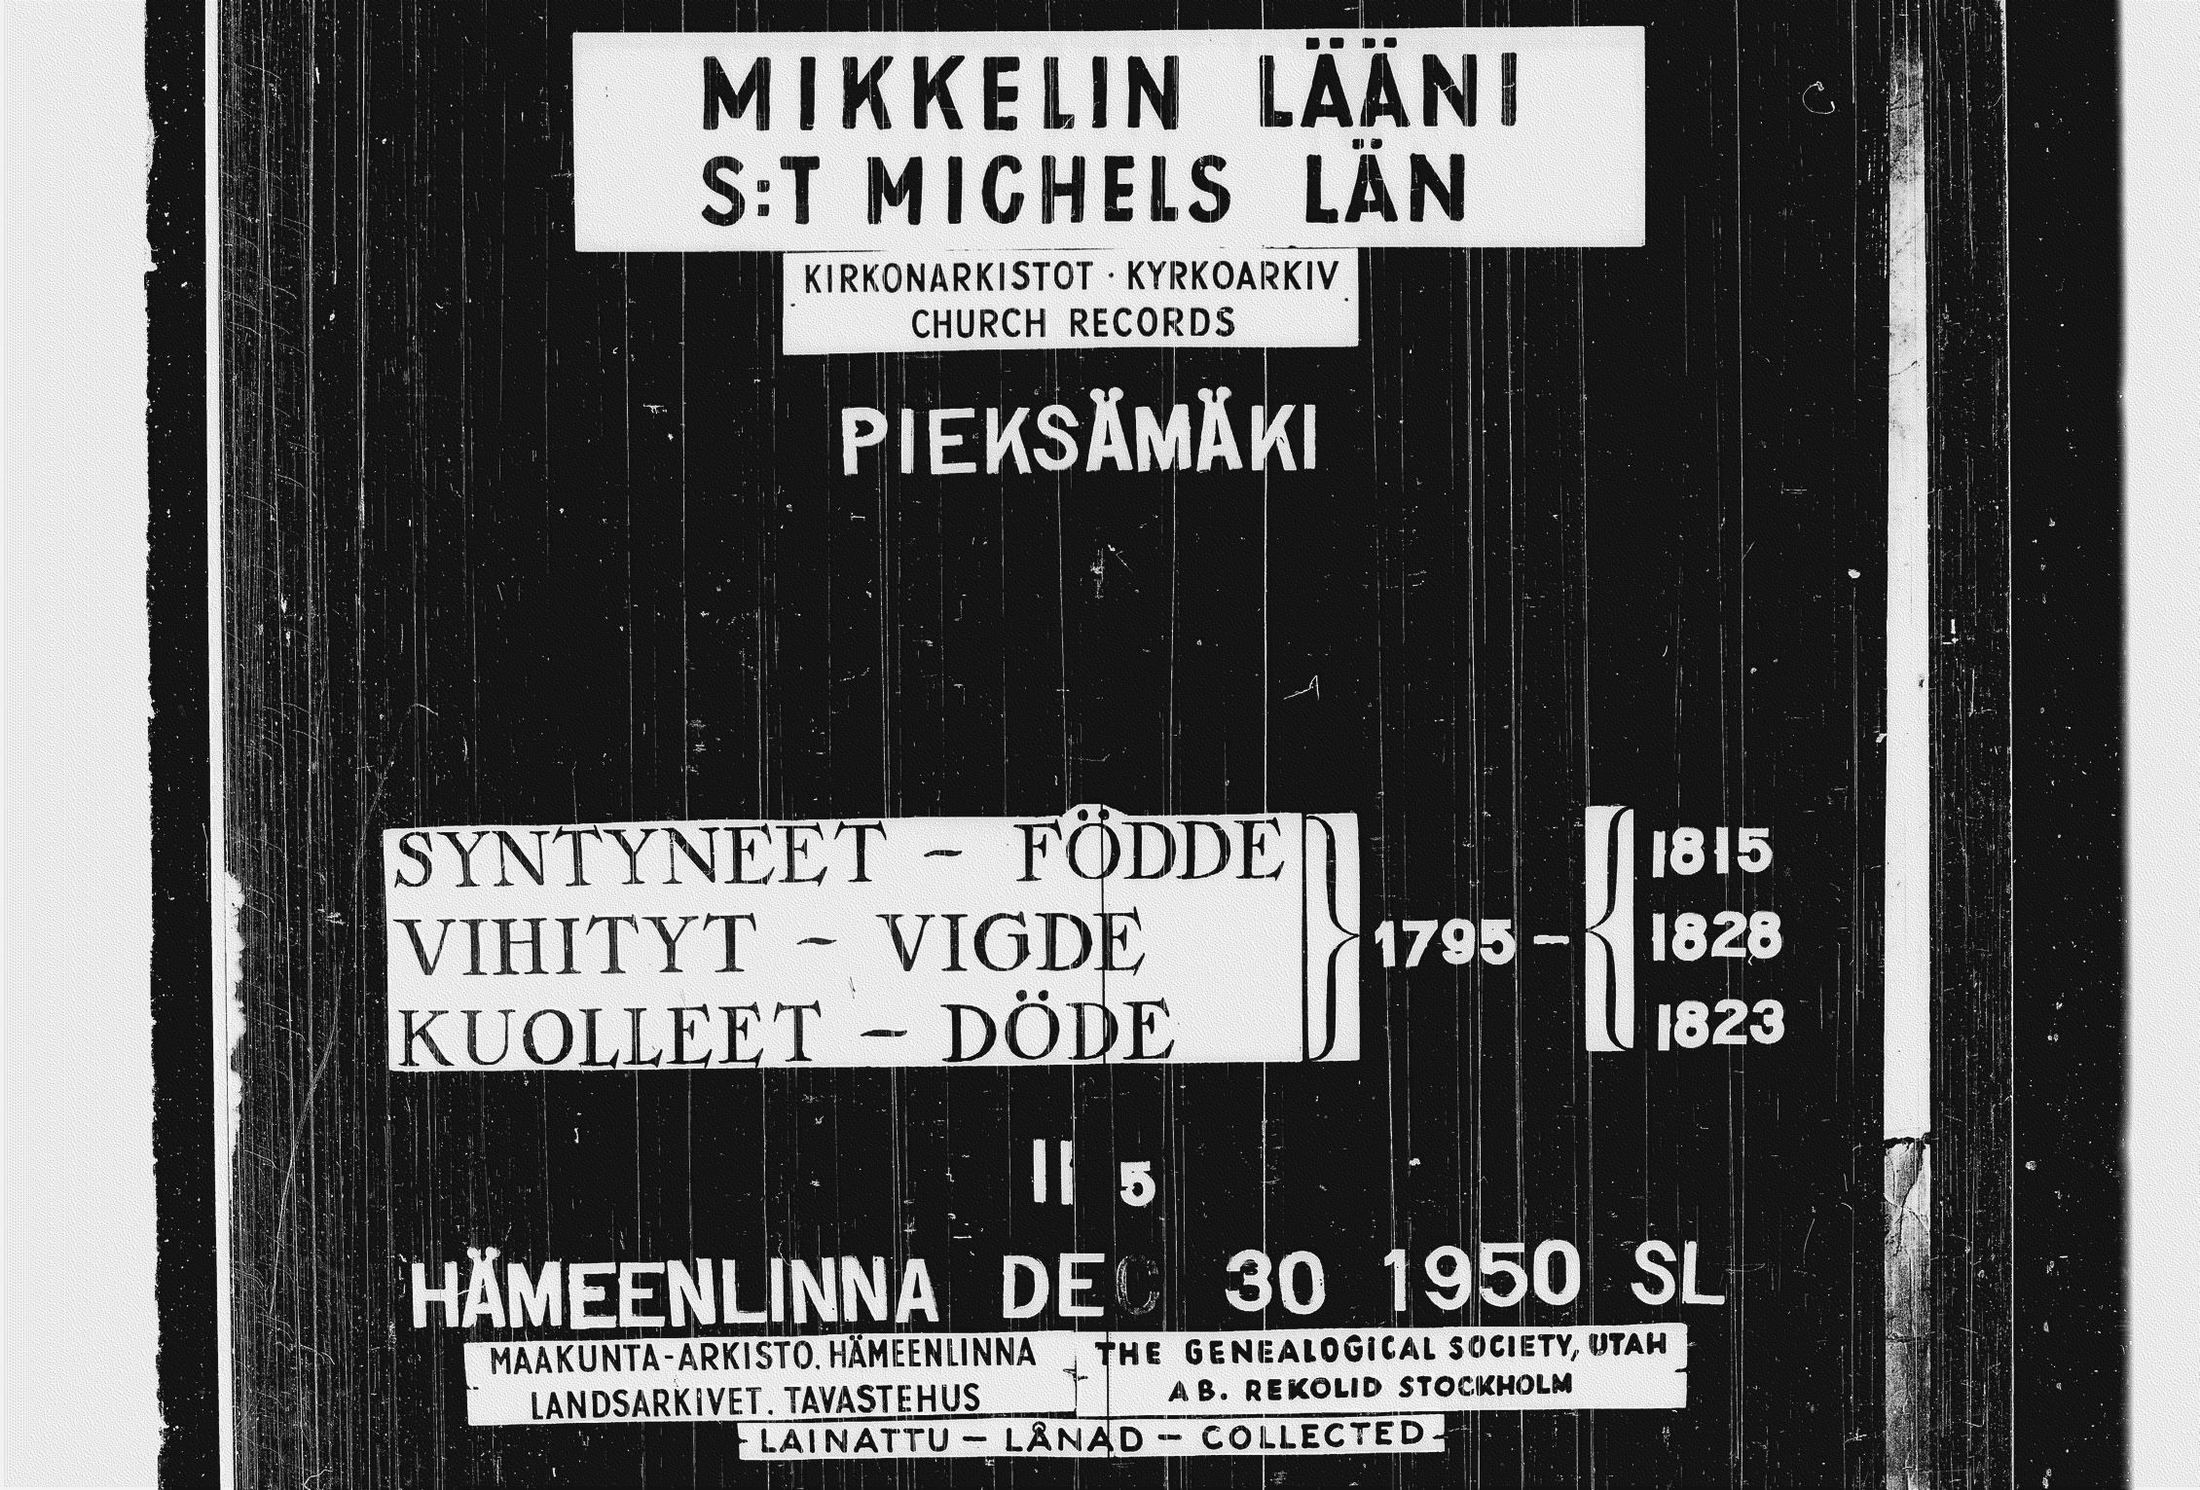 MIKKELIN LÄÄNI
S:T MICHELS LÄN
KIRKONARKISTOT · KYRKOARKIV
CHURCH RECORDS
PIEKSÄMÄKI
SYNTYNEET – FÖDDE
VIHITYT – VIGDE
KUOLLEET – DÖDE
} 1795 – {
1815
1828
1823
II 5
HÄMEENLINNA DEC 30 1950 SL
MAAKUNTA-ARKISTO. HÄMEENLINNA
LANDSARKIVET. TAVASTEHUS
THE GENEALOGICAL SOCIETY, UTAH
AB. REKOLID STOCKHOLM
LAINATTU – LÅNAD – COLLECTED